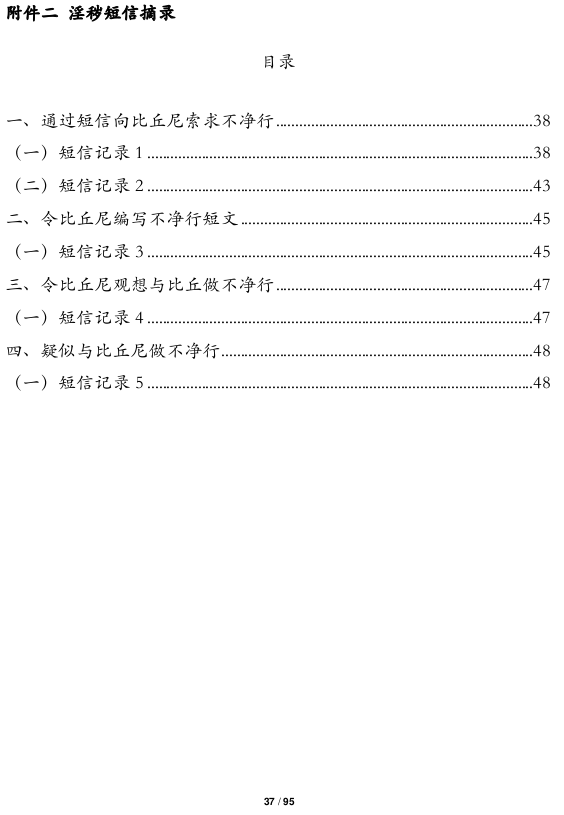 附件二 淫秽短信摘录
目录
一、通过短信向比丘尼索求不净行....................................................................38
（一）短信记录 1....................................................................................................38
（二）短信记录 2....................................................................................................43
二、令比丘尼编写不净行短文............................................................................45
（一）短信记录 3....................................................................................................45
三、令比丘尼观想与比丘做不净行....................................................................47
（一）短信记录 4....................................................................................................47
四、疑似与比丘尼做不净行.................................................................................48
（一）短信记录 5....................................................................................................48
37 / 95